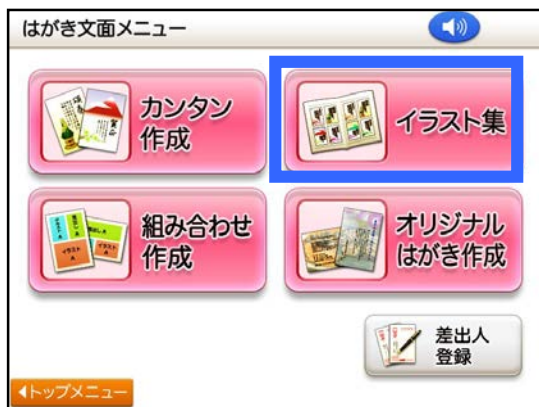 はがき文面メニュー
カンタン
作成
イラスト集
組み合わせ
作成
オリジナル
はがき作成
差出人
登録
トップメニュー